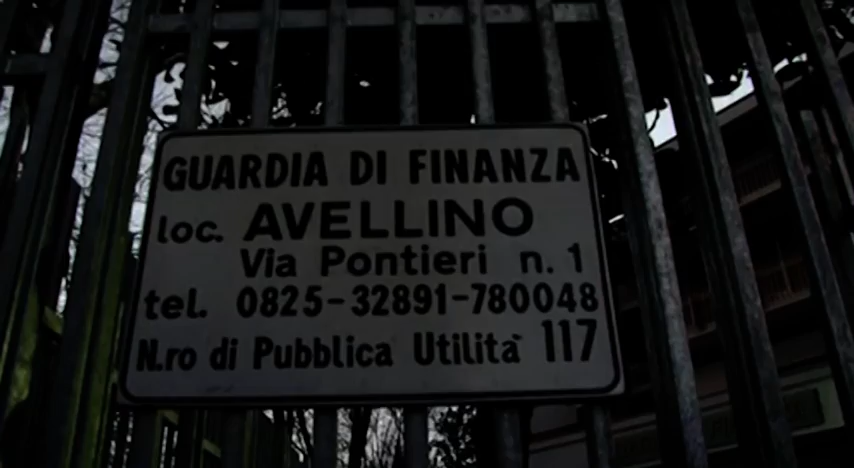 GUARDIA DI FINANZA
loc. AVELLINO
Via Pontieri n. 1
tel. 0825-32891-780048
N.ro di Pubblica Utilità 117